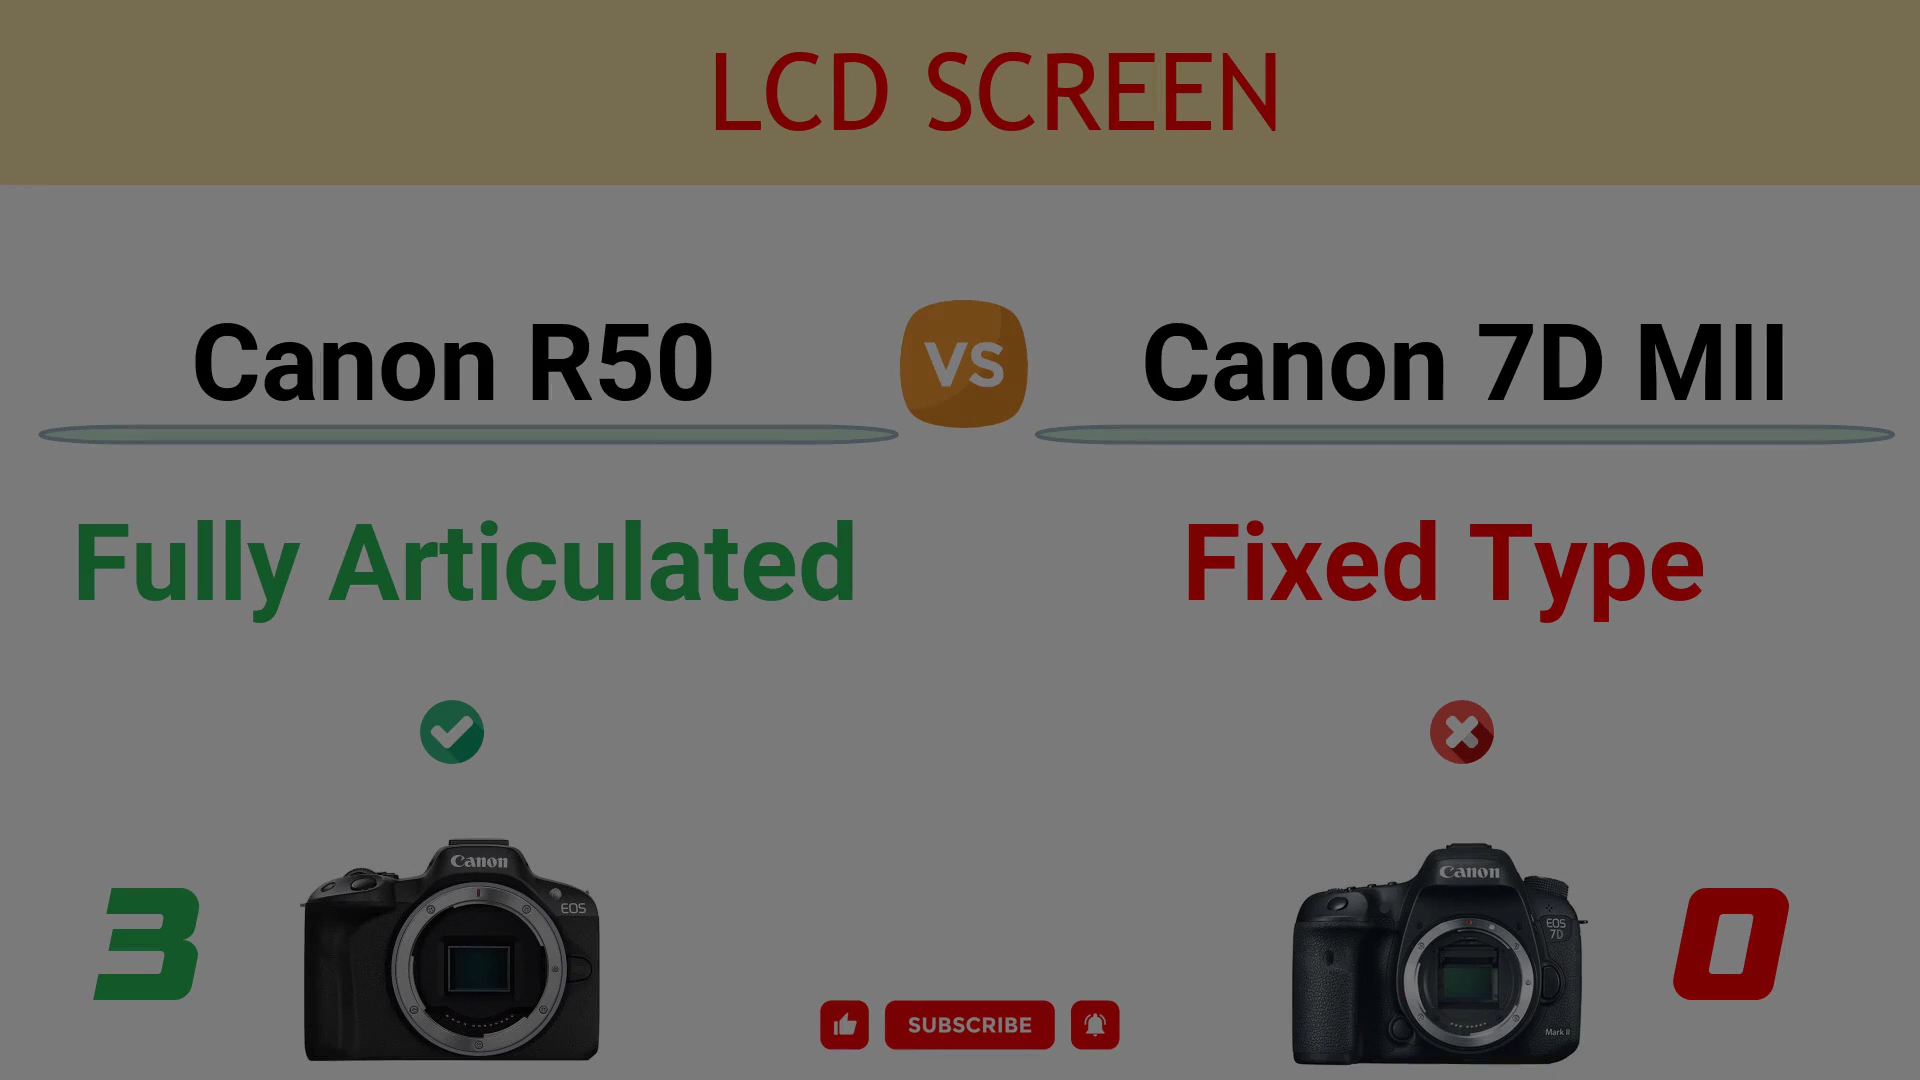 LCD SCREEN
Canon R50
VS
Canon 7D MII
Fully Articulated
Fixed Type
3
Canon
EOS
Canon
EOS
7D
Mark II
0
SUBSCRIBE